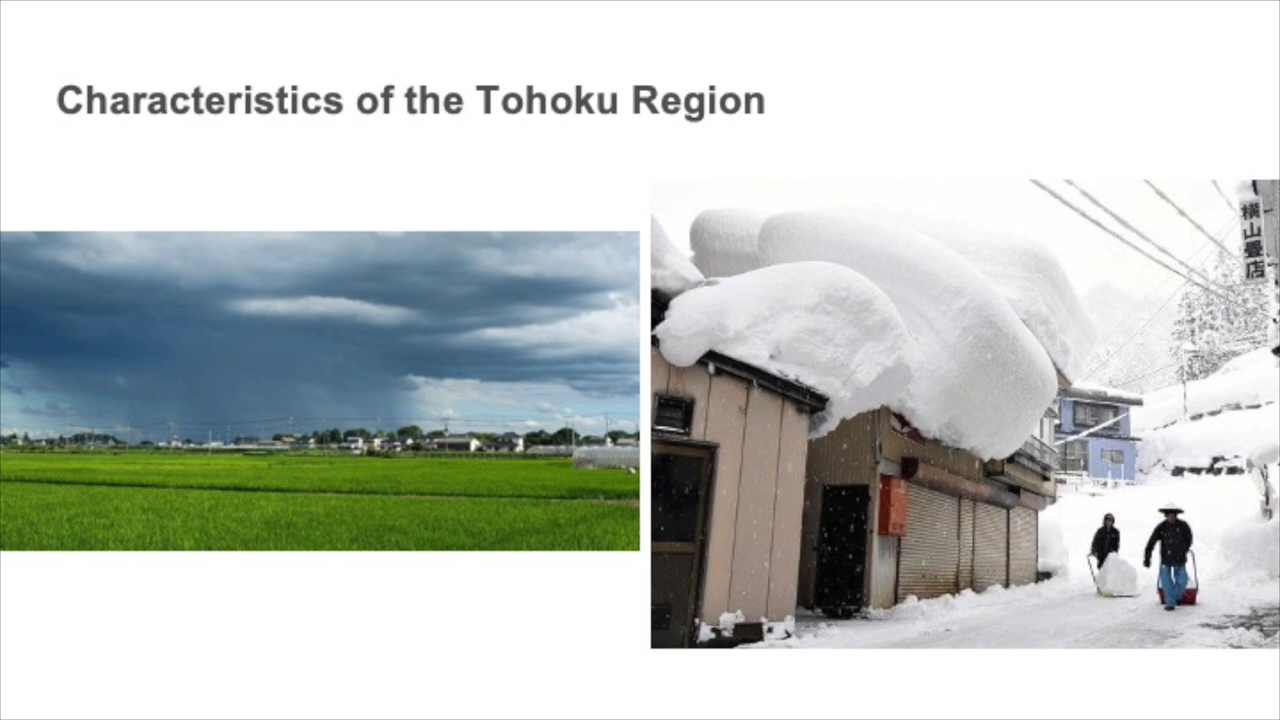 Characteristics of the Tohoku Region
横山畳店